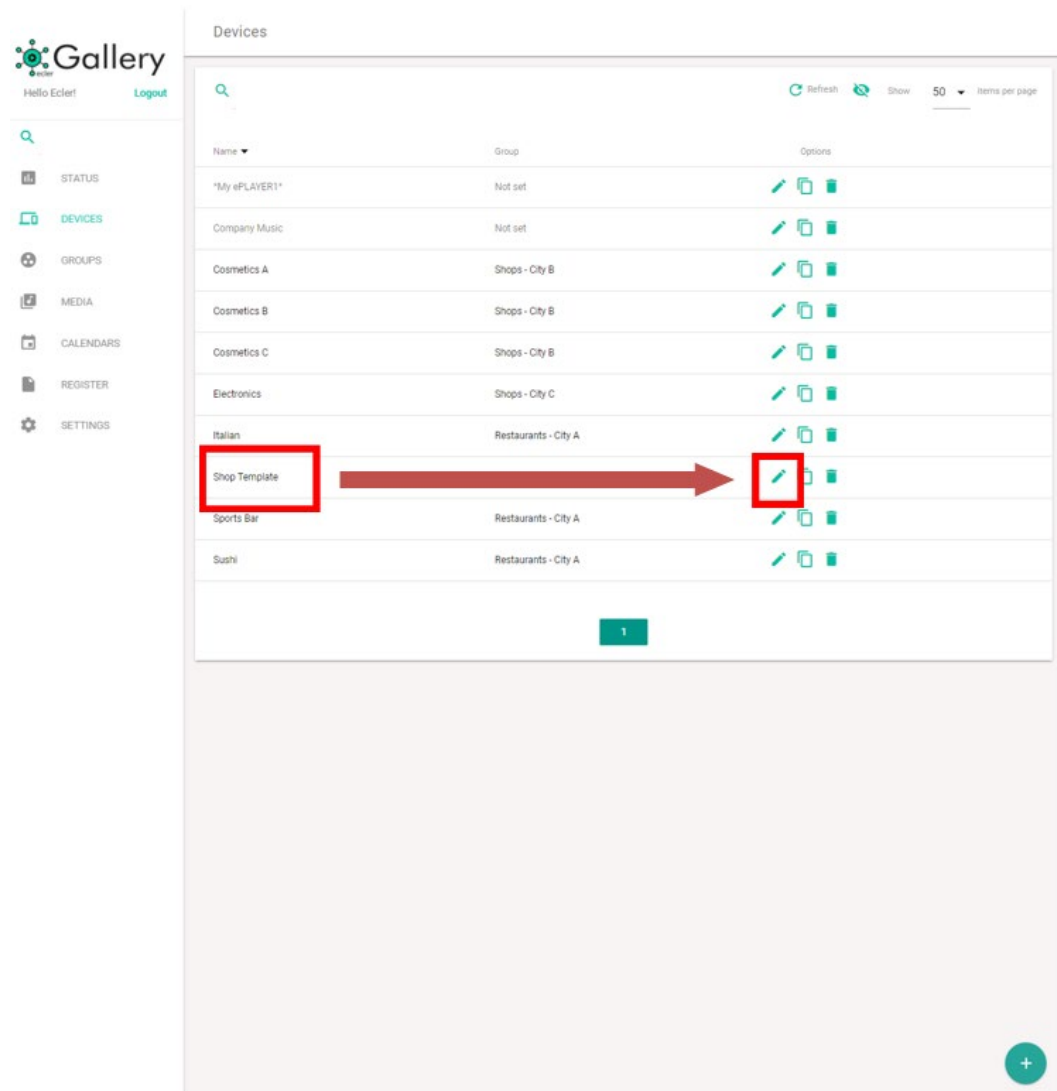 Devices
Gallery
ecler
Hello Ecler! Logout
Refresh Show 50 Items per page
STATUS
DEVICES
GROUPS
MEDIA
CALENDARS
REGISTER
SETTINGS
Name Group Options
*My ePLAYER1* Not set
Company Music Not set
Cosmetics A Shops - City B
Cosmetics B Shops - City B
Cosmetics C Shops - City B
Electronics Shops - City C
Italian Restaurants - City A
Shop Template
Sports Bar Restaurants - City A
Sushi Restaurants - City A
1